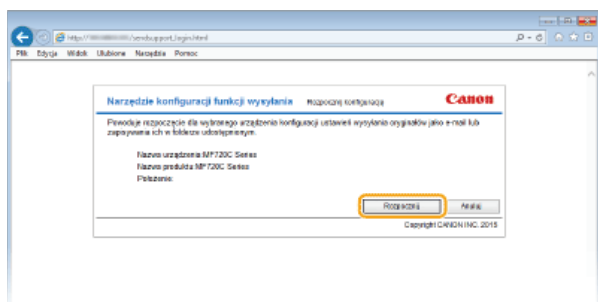 http:// /sendsupport_login.html
Plik Edycja Widok Ulubione Narzędzia Pomoc
Narzędzie konfiguracji funkcji wysyłania Rozpocznij konfigurację Canon
Powoduje rozpoczęcie dla wybranego urządzenia konfiguracji ustawień wysyłania oryginałów jako e-mail lub
zapisywania ich w folderze udostępnionym.
Nazwa urządzenia:MF720C Series
Nazwa produktu:MF720C Series
Położenie:
Rozpocznij Anuluj
Copyright CANON INC. 2015